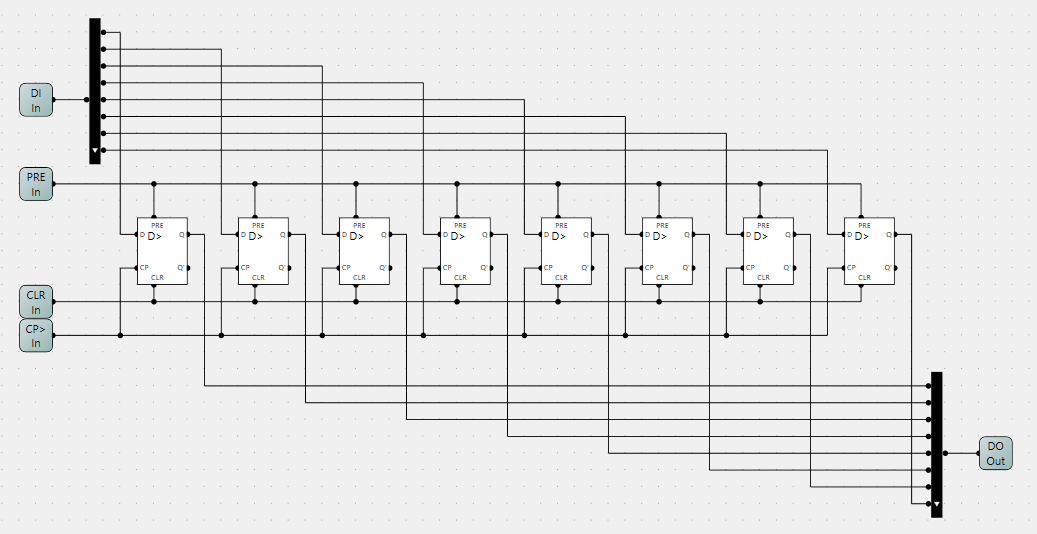 DI
In
PRE
In
PRE PRE PRE PRE PRE PRE PRE PRE
D D> Q D D> Q D D> Q D D> Q D D> Q D D> Q D D> Q D D> Q
CP Q' CP Q' CP Q' CP Q' CP Q' CP Q' CP Q' CP Q'
CLR CLR CLR CLR CLR CLR CLR CLR
CLR
In
CP>
In
DO
Out